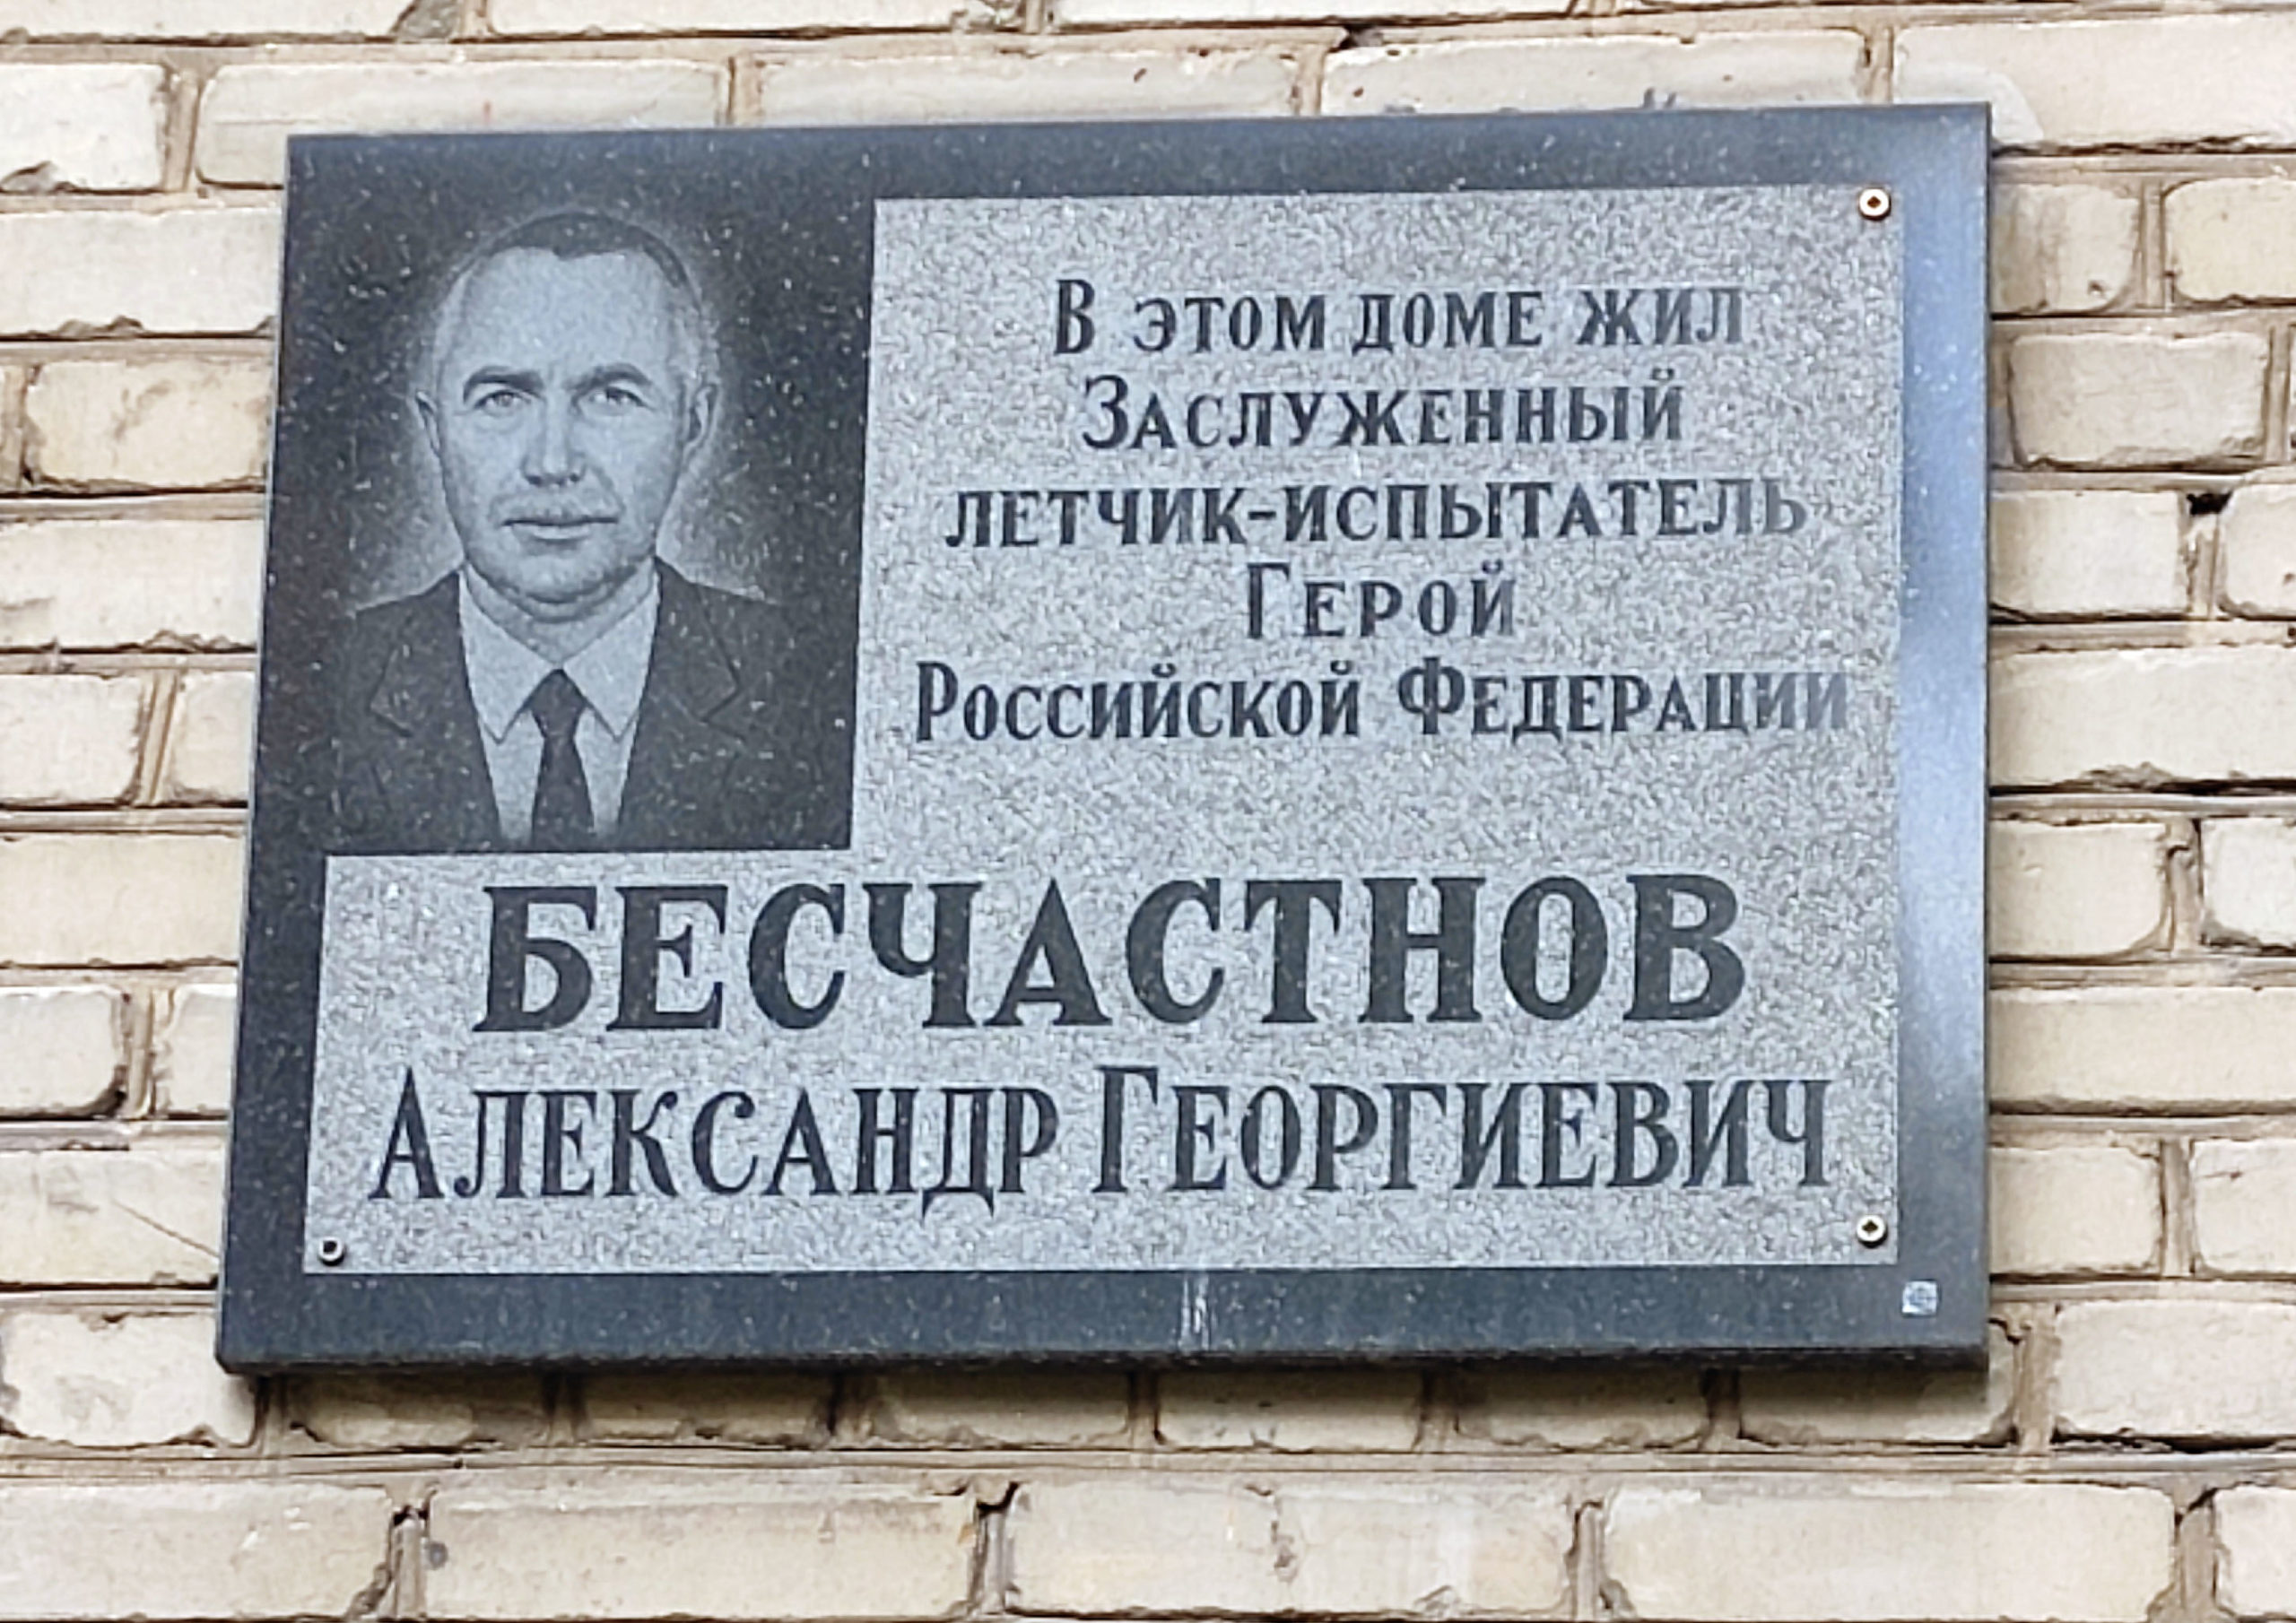 В этом доме жил
Заслуженный
летчик-испытатель
Герой
Российской Федерации
БЕСЧАСТНОВ
Александр Георгиевич